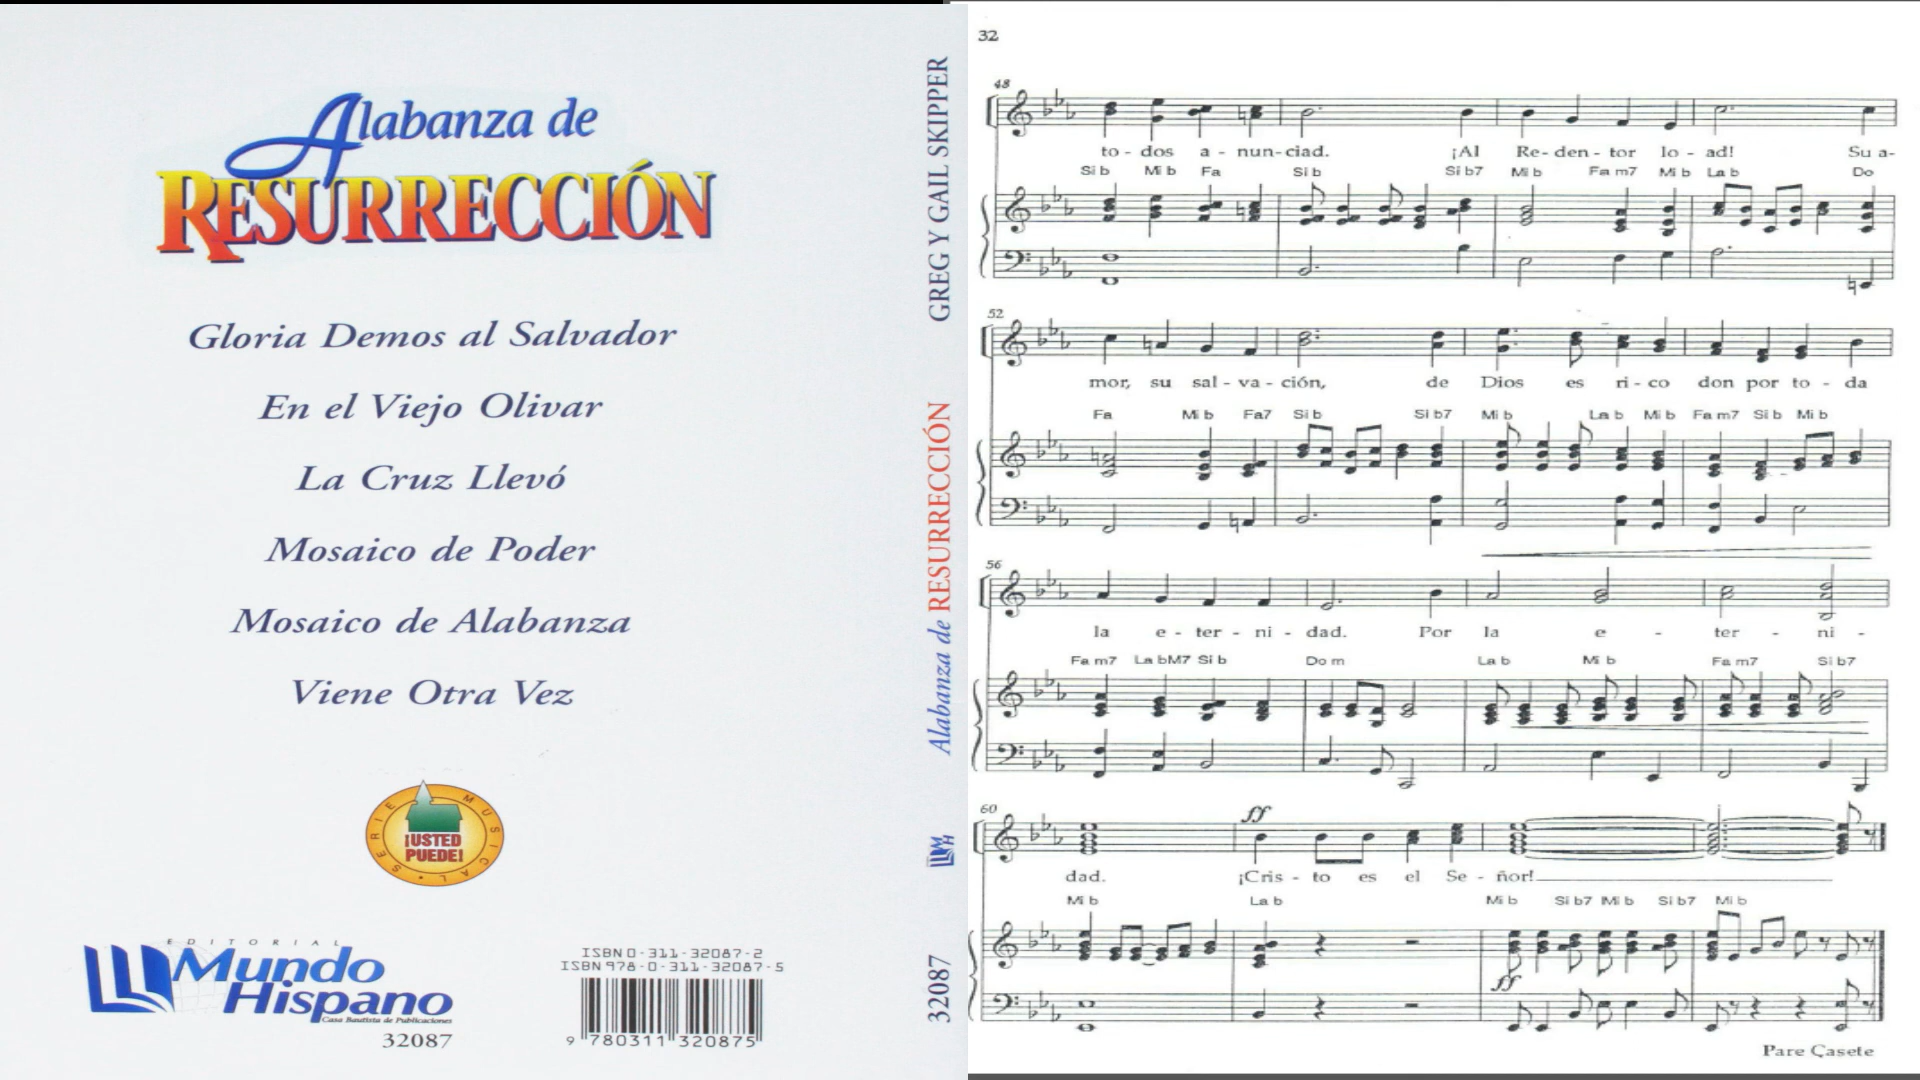 Alabanza de
RESURRECCIÓN
Gloria Demos al Salvador
En el Viejo Olivar
La Cruz Llevó
Mosaico de Poder
Mosaico de Alabanza
Viene Otra Vez
SERIE MUSICAL
¡USTED
PUEDE!
EDITORIAL
Mundo
Hispano
Casa Bautista de Publicaciones
32087
ISBN 0-311-32087-2
ISBN 978-0-311-32087-5
9 780311 320875
GREG Y GAIL SKIPPER
Alabanza de RESURRECCIÓN
MH
32087
32
48
to - dos a - nun-ciad. ¡Al Re-den-tor lo - ad! Su a-
Si b Mi b Fa Si b Si b7 Mi b Fa m7 Mi b La b Do
52
mor, su sal - va - ción, de Dios es ri - co don por to - da
Fa Mi b Fa7 Si b Si b7 Mi b La b Mi b Fa m7 Si b Mi b
56
la e - ter - ni - dad. Por la e - ter - ni -
Fa m7 La bM7 Si b Do m La b Mi b Fa m7 Si b7
60
ff
dad. ¡Cris - to es el Se - ñor!
Mi b La b Mi b Si b7 Mi b Si b7 Mi b
ff
Pare Casete